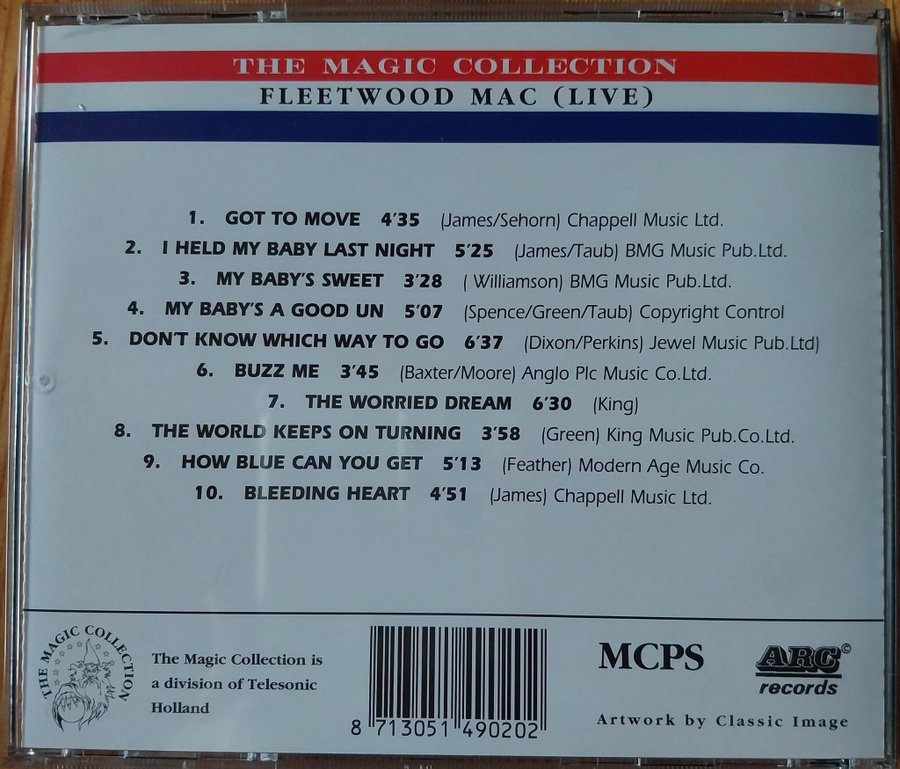 THE MAGIC COLLECTION
FLEETWOOD MAC (LIVE)
1. GOT TO MOVE 4'35 (James/Sehorn) Chappell Music Ltd.
2. I HELD MY BABY LAST NIGHT 5'25 (James/Taub) BMG Music Pub.Ltd.
3. MY BABY'S SWEET 3'28 ( Williamson) BMG Music Pub.Ltd.
4. MY BABY'S A GOOD UN 5'07 (Spence/Green/Taub) Copyright Control
5. DON'T KNOW WHICH WAY TO GO 6'37 (Dixon/Perkins) Jewel Music Pub.Ltd)
6. BUZZ ME 3'45 (Baxter/Moore) Anglo Plc Music Co.Ltd.
7. THE WORRIED DREAM 6'30 (King)
8. THE WORLD KEEPS ON TURNING 3'58 (Green) King Music Pub.Co.Ltd.
9. HOW BLUE CAN YOU GET 5'13 (Feather) Modern Age Music Co.
10. BLEEDING HEART 4'51 (James) Chappell Music Ltd.
THE MAGIC COLLECTION
The Magic Collection is
a division of Telesonic
Holland
8 713051 490202
MCPS
ARC©
records
Artwork by Classic Image